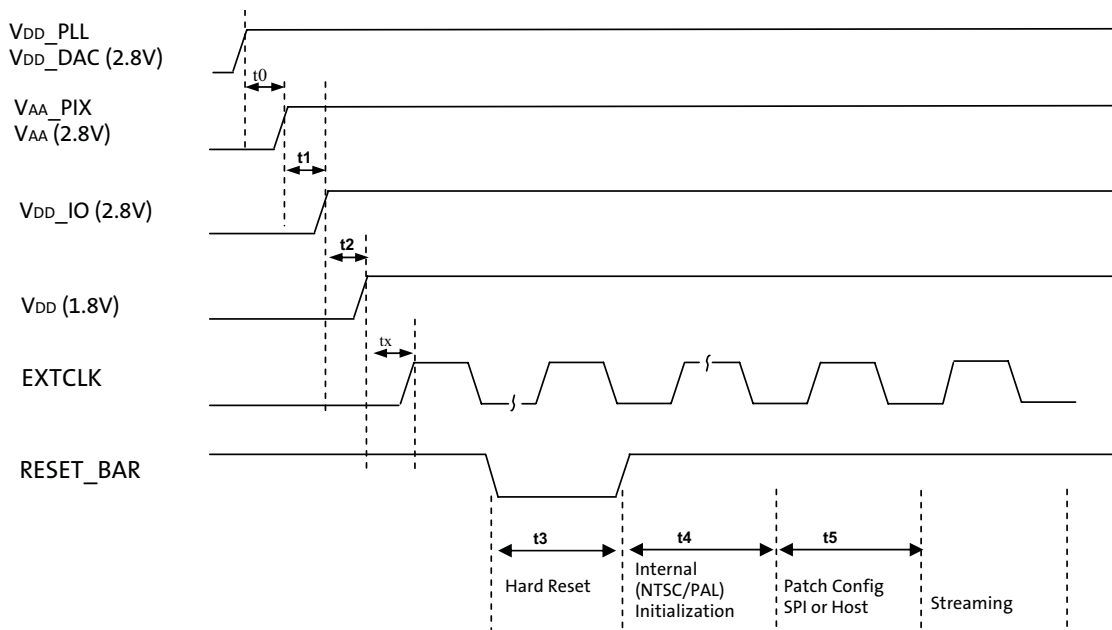 VDD_PLL
VDD_DAC (2.8V)
t0
VAA_PIX
VAA (2.8V)
t1
VDD_IO (2.8V)
t2
VDD (1.8V)
tx
EXTCLK
RESET_BAR
t3
t4
t5
Hard Reset
Internal
(NTSC/PAL)
Initialization
Patch Config
SPI or Host
Streaming